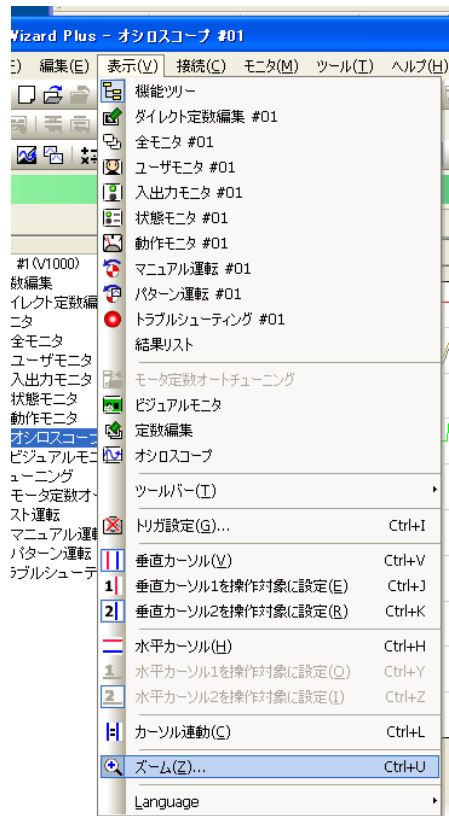 Wizard Plus - オシロスコープ #01
編集(E) 表示(V) 接続(C) モニタ(M) ツール(T) ヘルプ(H)
機能ツリー
ダイレクト定数編集 #01
全モニタ #01
ユーザモニタ #01
入出力モニタ #01
状態モニタ #01
動作モニタ #01
マニュアル運転 #01
パターン運転 #01
トラブルシューティング #01
結果リスト
モータ定数オートチューニング
ビジュアルモニタ
定数編集
オシロスコープ
ツールバー(T)
トリガ設定(G)... Ctrl+I
垂直カーソル(V) Ctrl+V
1 垂直カーソル1を操作対象に設定(E) Ctrl+J
2 垂直カーソル2を操作対象に設定(R) Ctrl+K
水平カーソル(H) Ctrl+H
1 水平カーソル1を操作対象に設定(O) Ctrl+Y
2 水平カーソル2を操作対象に設定(I) Ctrl+Z
カーソル連動(C) Ctrl+L
ズーム(Z)... Ctrl+U
Language
#1(V1000)
数編集
イレクト定数編
ニタ
全モニタ
ユーザモニタ
入出力モニタ
状態モニタ
動作モニタ
オシロスコープ
ビジュアルモニ
ューニング
モータ定数オー
スト運転
マニュアル運転
パターン運転
ラブルシューテ